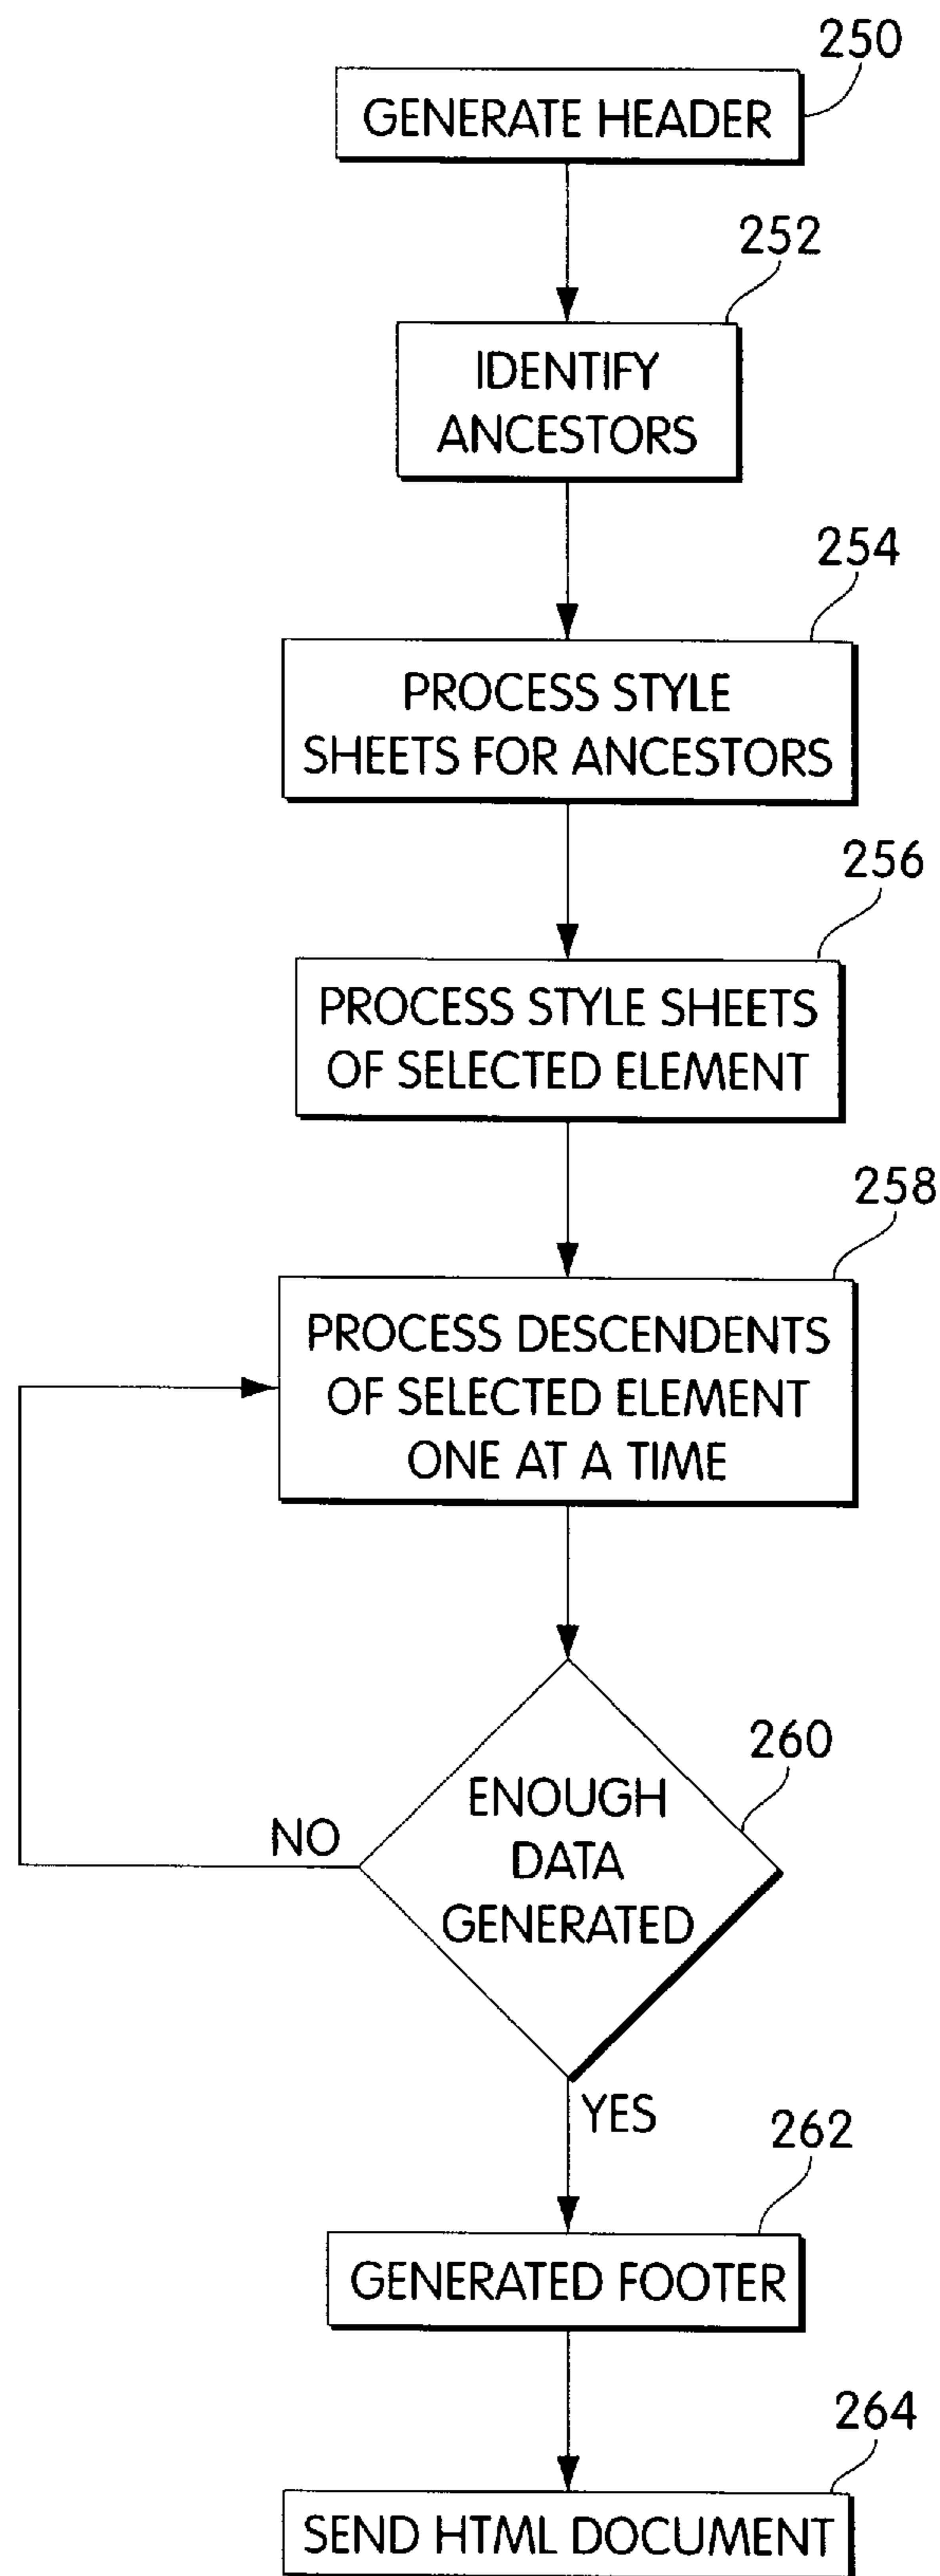 250
GENERATE HEADER
252
IDENTIFY
ANCESTORS
254
PROCESS STYLE
SHEETS FOR ANCESTORS
256
PROCESS STYLE SHEETS
OF SELECTED ELEMENT
258
PROCESS DESCENDENTS
OF SELECTED ELEMENT
ONE AT A TIME
260
ENOUGH
DATA
GENERATED
NO
YES
262
GENERATED FOOTER
264
SEND HTML DOCUMENT